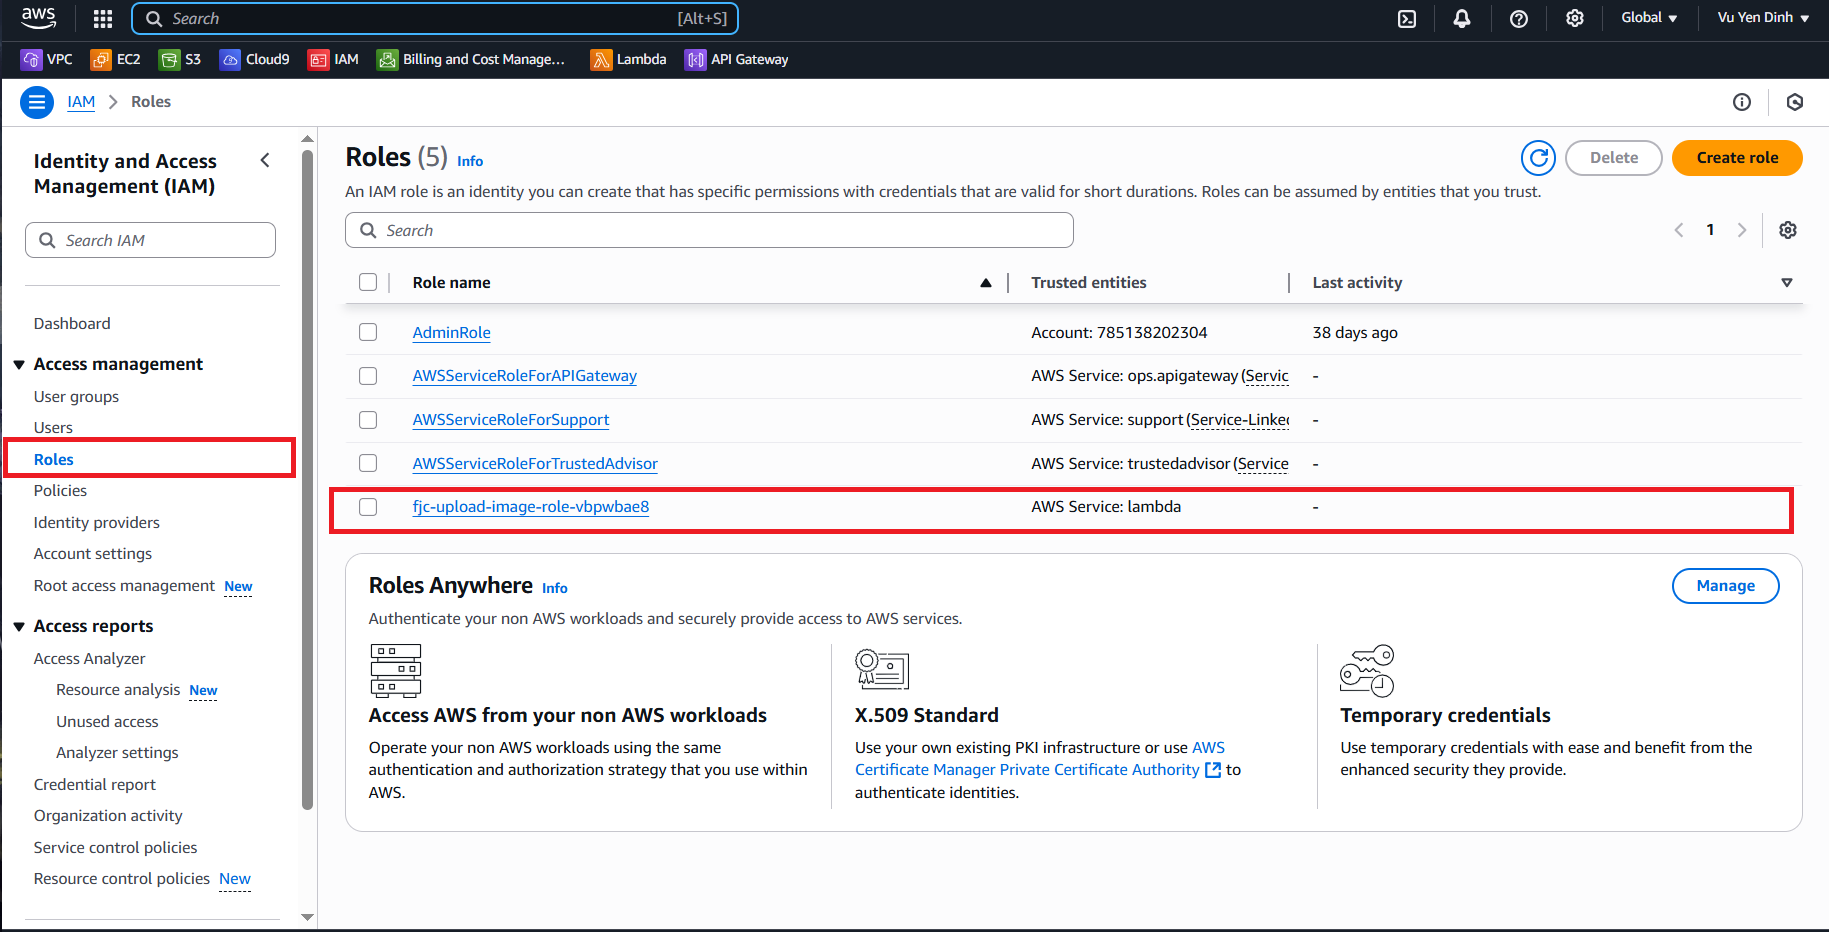 aws
Search [Alt+S]
Global
Vu Yen Dinh
VPC EC2 S3 Cloud9 IAM Billing and Cost Manage... Lambda API Gateway
IAM > Roles
Identity and Access
Management (IAM)
Search IAM
Dashboard
Access management
User groups
Users
Roles
Policies
Identity providers
Account settings
Root access management New
Access reports
Access Analyzer
Resource analysis New
Unused access
Analyzer settings
Credential report
Organization activity
Service control policies
Resource control policies New
Roles (5) Info
Delete
Create role
An IAM role is an identity you can create that has specific permissions with credentials that are valid for short durations. Roles can be assumed by entities that you trust.
Search
1
Role name Trusted entities Last activity
AdminRole Account: 785138202304 38 days ago
AWSServiceRoleForAPIGateway AWS Service: ops.apigateway (Servic -
AWSServiceRoleForSupport AWS Service: support (Service-Linked -
AWSServiceRoleForTrustedAdvisor AWS Service: trustedadvisor (Service -
fjc-upload-image-role-vbpwbae8 AWS Service: lambda -
Roles Anywhere Info
Manage
Authenticate your non AWS workloads and securely provide access to AWS services.
Access AWS from your non AWS workloads
Operate your non AWS workloads using the same
authentication and authorization strategy that you use within
AWS.
X.509 Standard
Use your own existing PKI infrastructure or use AWS
Certificate Manager Private Certificate Authority to
authenticate identities.
Temporary credentials
Use temporary credentials with ease and benefit from the
enhanced security they provide.